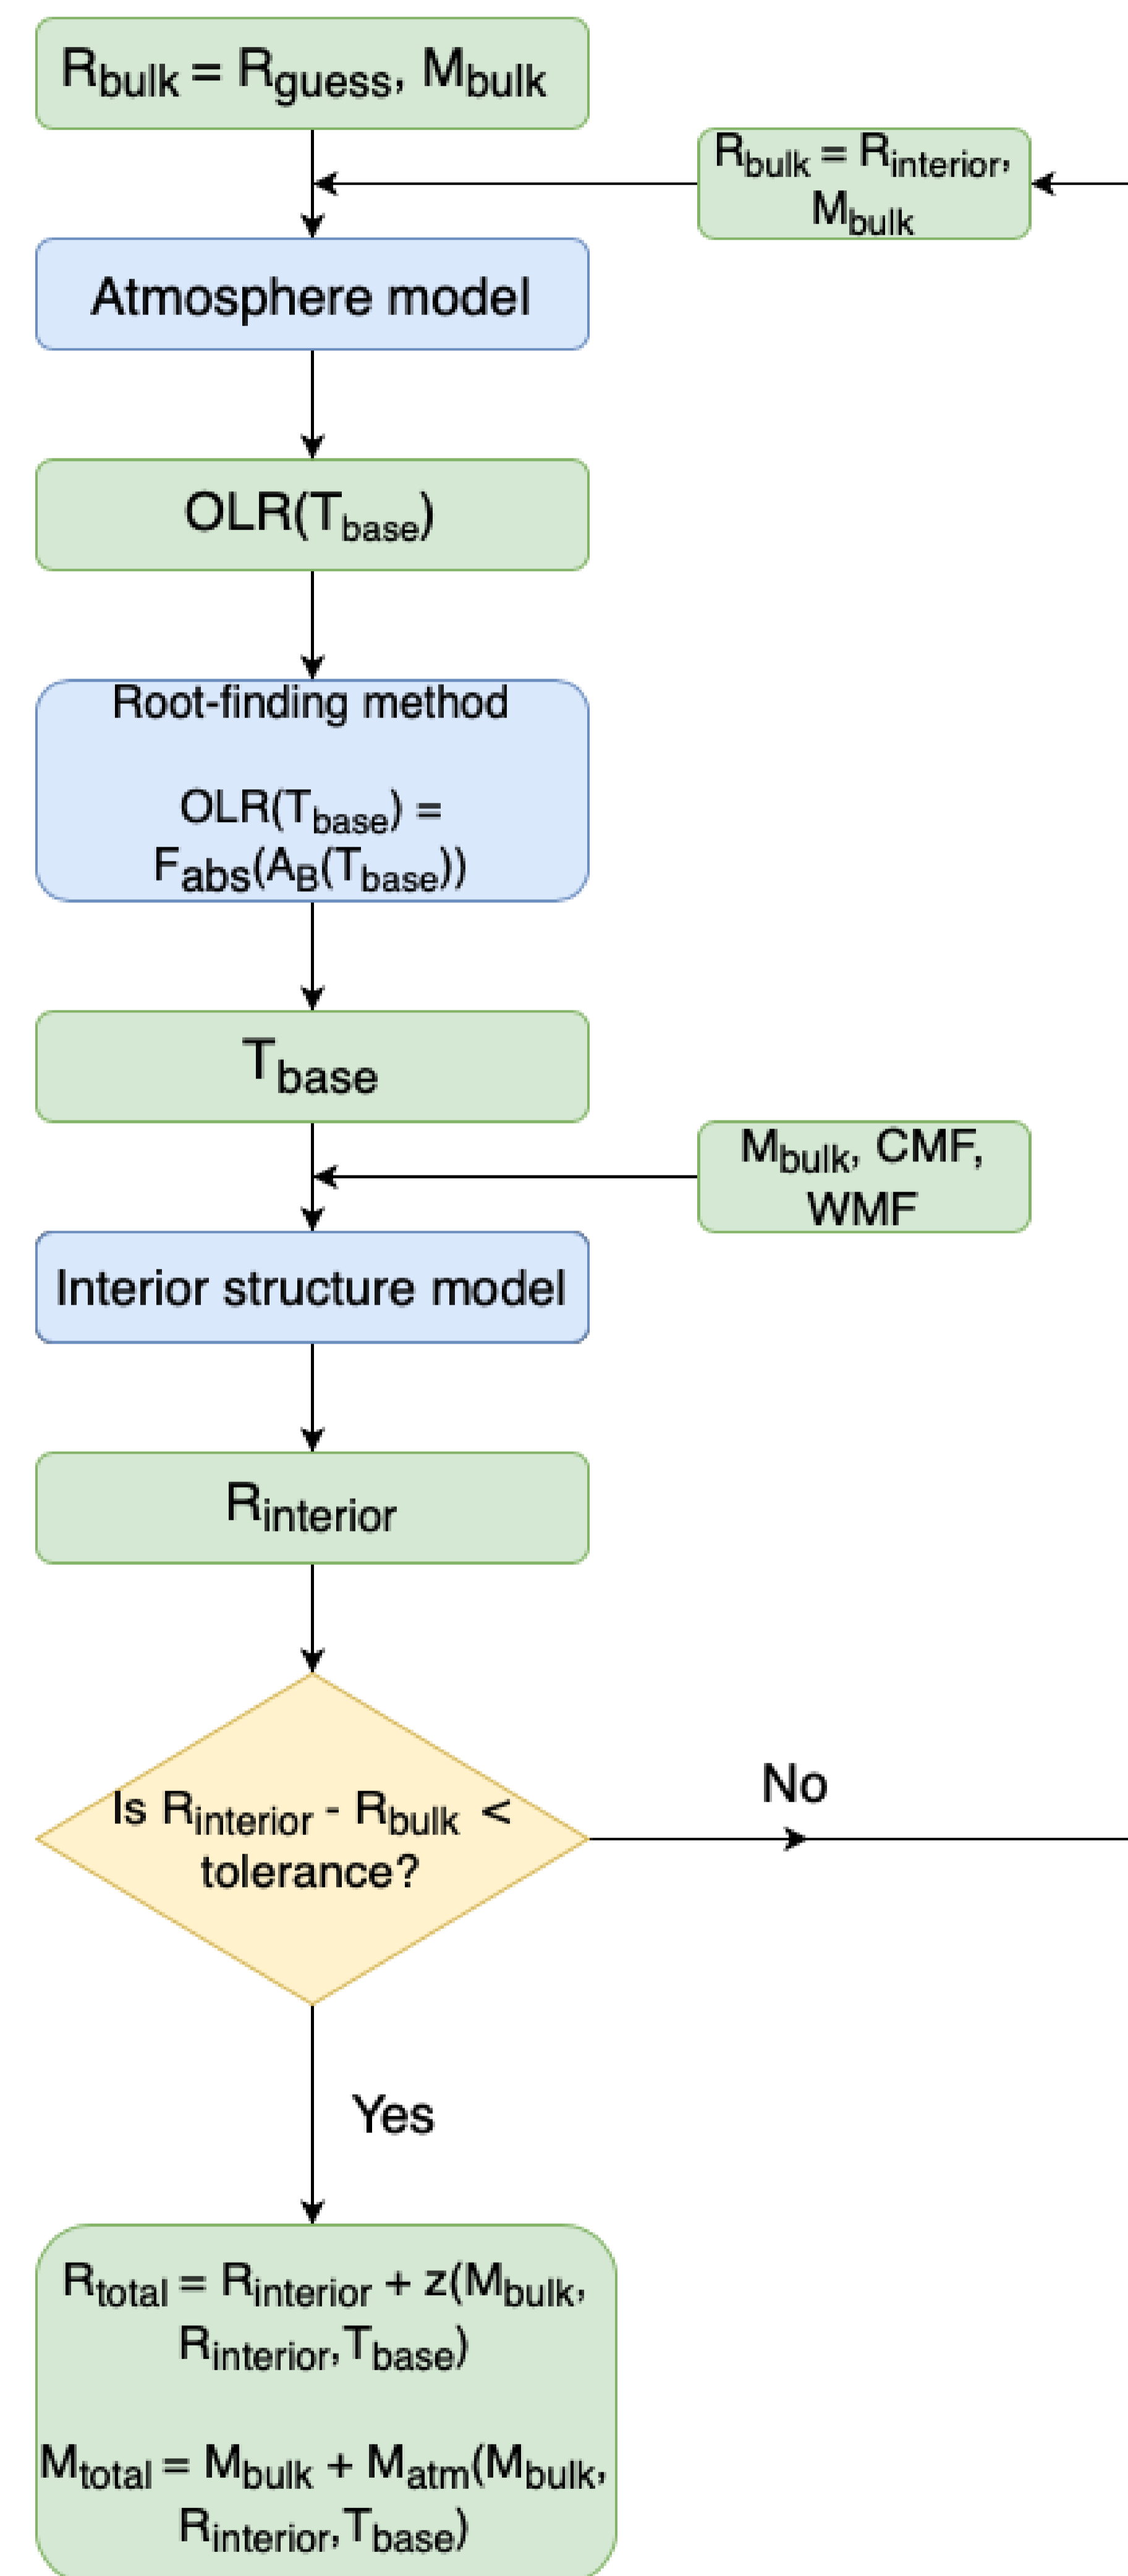 Rbulk = Rguess, Mbulk
Rbulk = Rinterior,
Mbulk
Atmosphere model
OLR(Tbase)
Root-finding method
OLR(Tbase) =
Fabs(AB(Tbase))
Tbase
Mbulk, CMF,
WMF
Interior structure model
Rinterior
Is Rinterior - Rbulk <
tolerance?
No
Yes
Rtotal = Rinterior + z(Mbulk,
Rinterior,Tbase)
Mtotal = Mbulk + Matm(Mbulk,
Rinterior,Tbase)